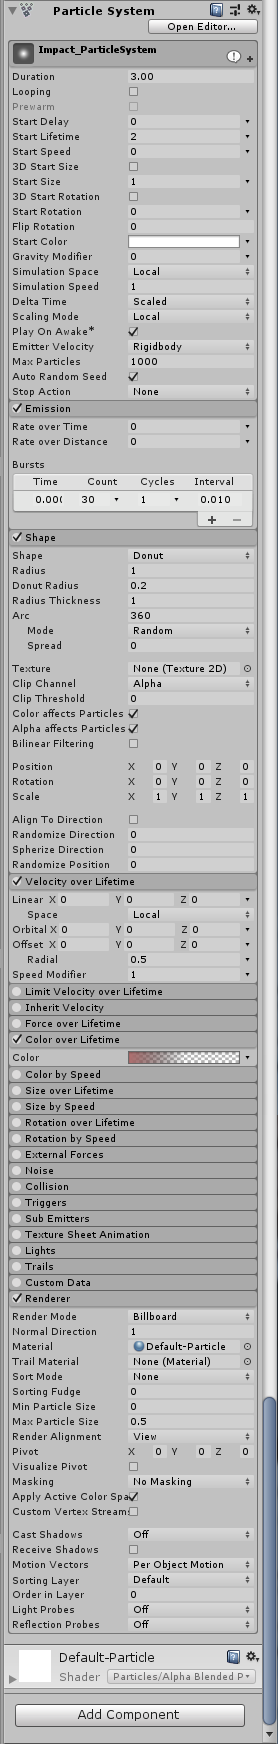 Particle System
Open Editor...
Impact_ParticleSystem
Duration 3.00
Looping
Prewarm
Start Delay 0
Start Lifetime 2
Start Speed 0
3D Start Size
Start Size 1
3D Start Rotation
Start Rotation 0
Flip Rotation 0
Start Color
Gravity Modifier 0
Simulation Space Local
Simulation Speed 1
Delta Time Scaled
Scaling Mode Local
Play On Awake*
Emitter Velocity Rigidbody
Max Particles 1000
Auto Random Seed
Stop Action None
Emission
Rate over Time 0
Rate over Distance 0
Bursts
Time Count Cycles Interval
0.00 30 1 0.010
+ −
Shape
Shape Donut
Radius 1
Donut Radius 0.2
Radius Thickness 1
Arc 360
Mode Random
Spread 0
Texture None (Texture 2D)
Clip Channel Alpha
Clip Threshold 0
Color affects Particles
Alpha affects Particles
Bilinear Filtering
Position X 0 Y 0 Z 0
Rotation X 0 Y 0 Z 0
Scale X 1 Y 1 Z 1
Align To Direction
Randomize Direction 0
Spherize Direction 0
Randomize Position 0
Velocity over Lifetime
Linear X 0 Y 0 Z 0
Space Local
Orbital X 0 Y 0 Z 0
Offset X 0 Y 0 Z 0
Radial 0.5
Speed Modifier 1
Limit Velocity over Lifetime
Inherit Velocity
Force over Lifetime
Color over Lifetime
Color
Color by Speed
Size over Lifetime
Size by Speed
Rotation over Lifetime
Rotation by Speed
External Forces
Noise
Collision
Triggers
Sub Emitters
Texture Sheet Animation
Lights
Trails
Custom Data
Renderer
Render Mode Billboard
Normal Direction 1
Material Default-Particle
Trail Material None (Material)
Sort Mode None
Sorting Fudge 0
Min Particle Size 0
Max Particle Size 0.5
Render Alignment View
Pivot X 0 Y 0 Z 0
Visualize Pivot
Masking No Masking
Apply Active Color Spa
Custom Vertex Streams
Cast Shadows Off
Receive Shadows
Motion Vectors Per Object Motion
Sorting Layer Default
Order in Layer 0
Light Probes Off
Reflection Probes Off
Default-Particle
Shader Particles/Alpha Blended P
Add Component